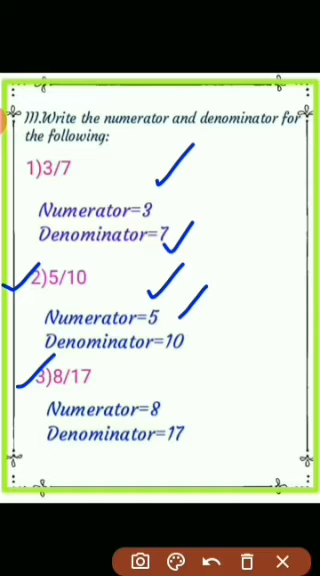 III.Write the numerator and denominator for
the following:
1)3/7
Numerator=3
Denominator=7
2)5/10
Numerator=5
Denominator=10
3)8/17
Numerator=8
Denominator=17